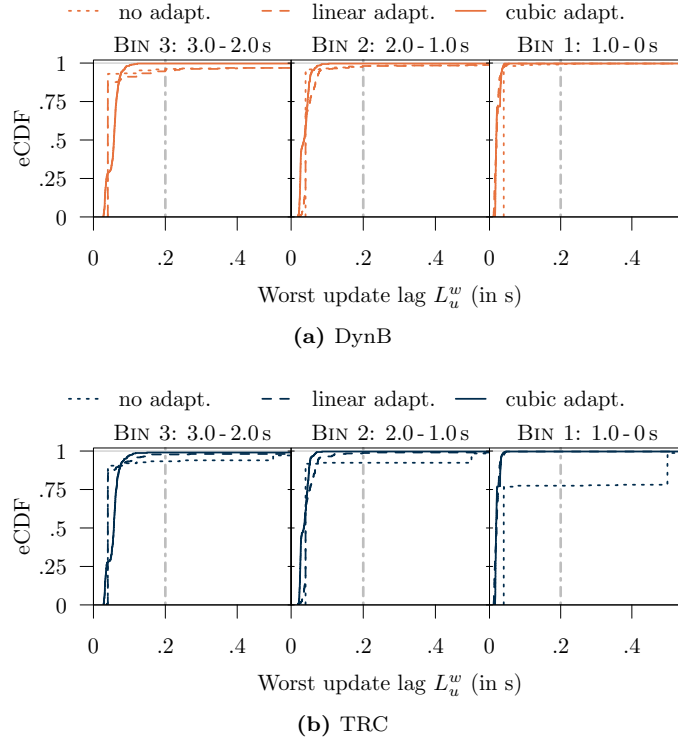 no adapt. linear adapt. cubic adapt.
BIN 3: 3.0 - 2.0 s BIN 2: 2.0 - 1.0 s BIN 1: 1.0 - 0 s
1
.75
.5
.25
0
eCDF
0 .2 .4 0 .2 .4 0 .2 .4
Worst update lag L_u^w (in s)
(a) DynB
no adapt. linear adapt. cubic adapt.
BIN 3: 3.0 - 2.0 s BIN 2: 2.0 - 1.0 s BIN 1: 1.0 - 0 s
1
.75
.5
.25
0
eCDF
0 .2 .4 0 .2 .4 0 .2 .4
Worst update lag L_u^w (in s)
(b) TRC